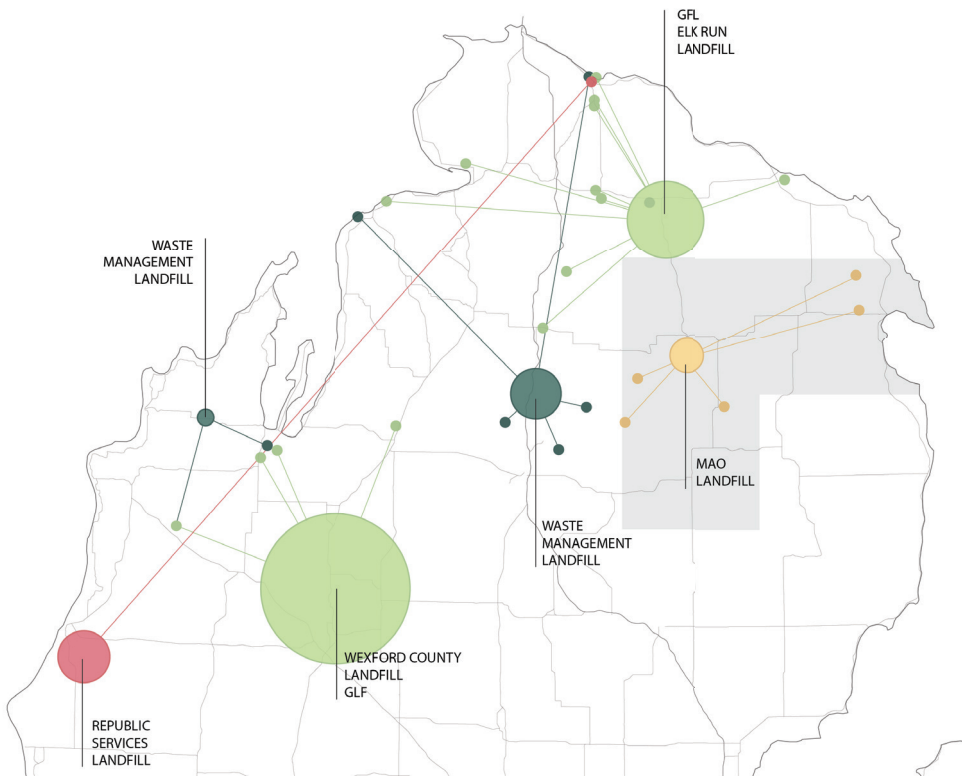 GFL
ELK RUN
LANDFILL
WASTE
MANAGEMENT
LANDFILL
MAO
LANDFILL
WASTE
MANAGEMENT
LANDFILL
WEXFORD COUNTY
LANDFILL
GLF
REPUBLIC
SERVICES
LANDFILL